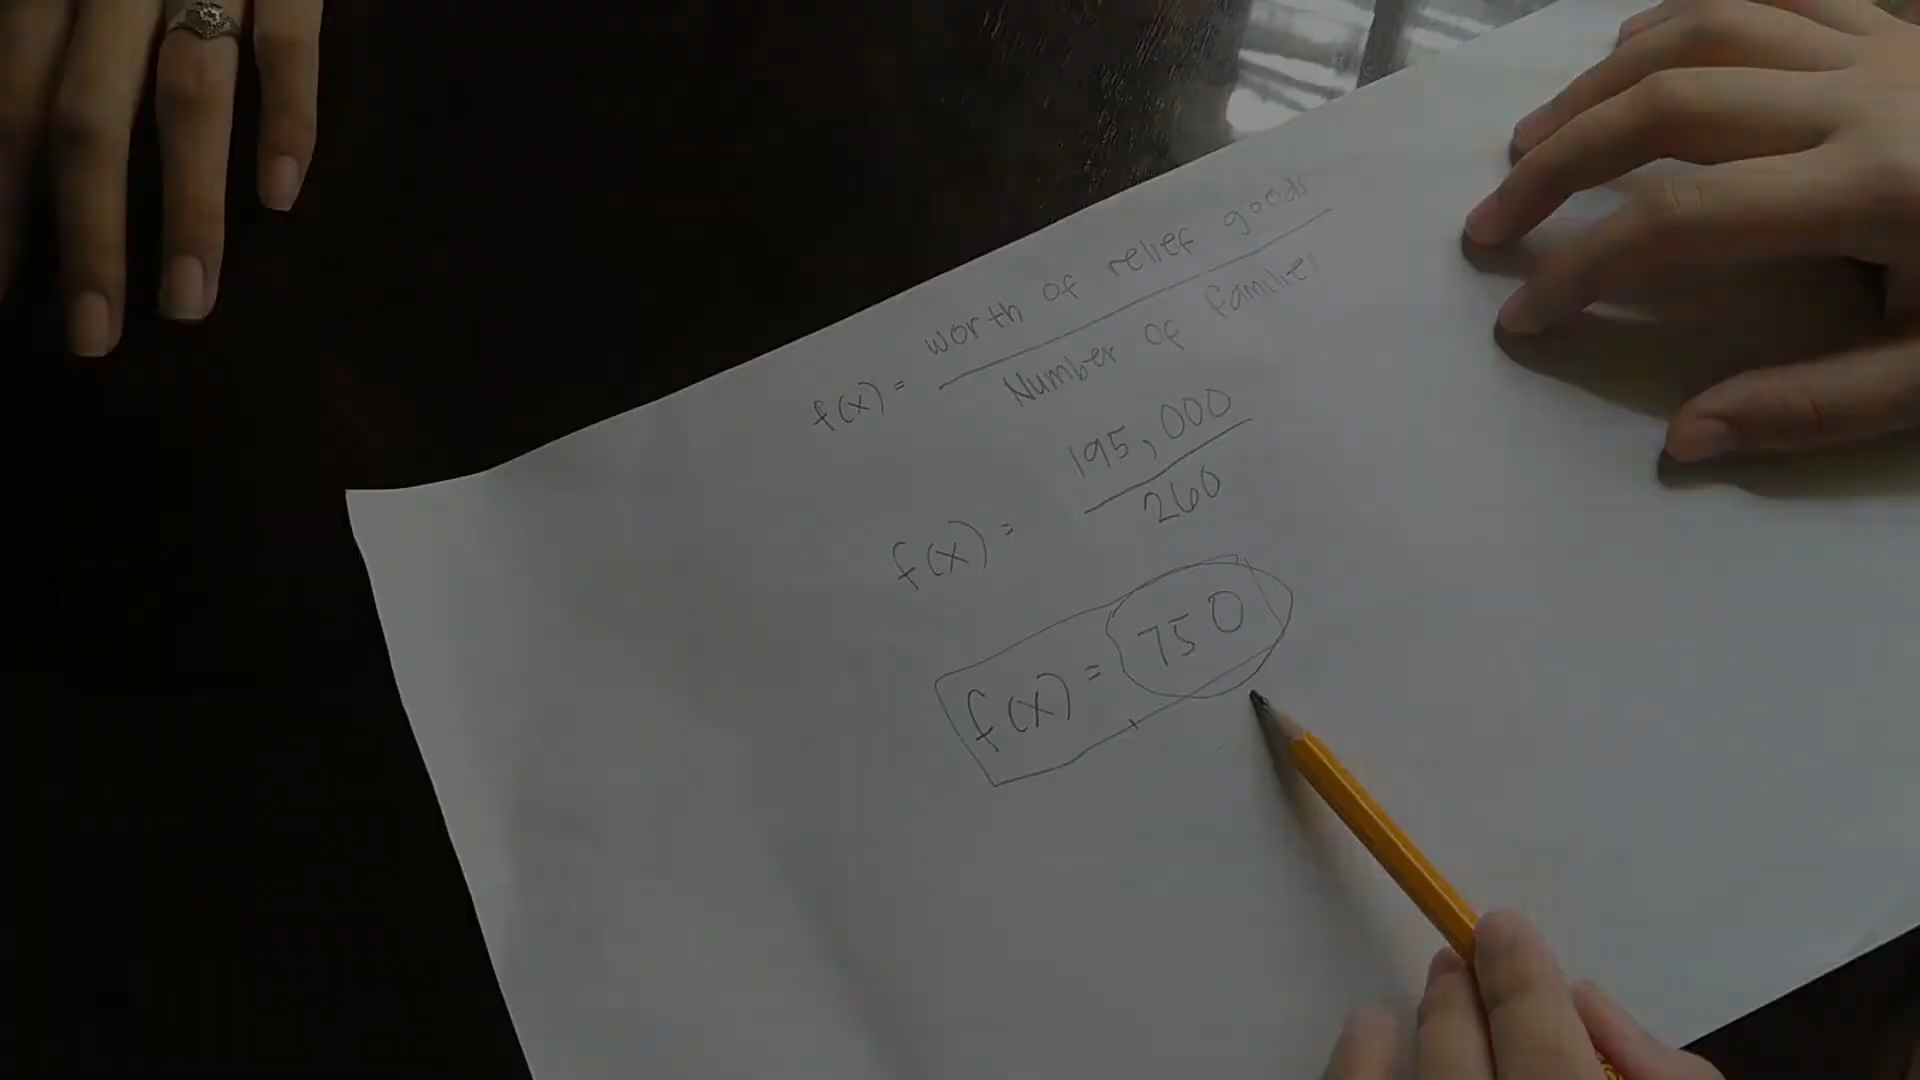 f(x) = worth of relief goods
Number of families
f(x) = 195,000
260
f(x) = 750